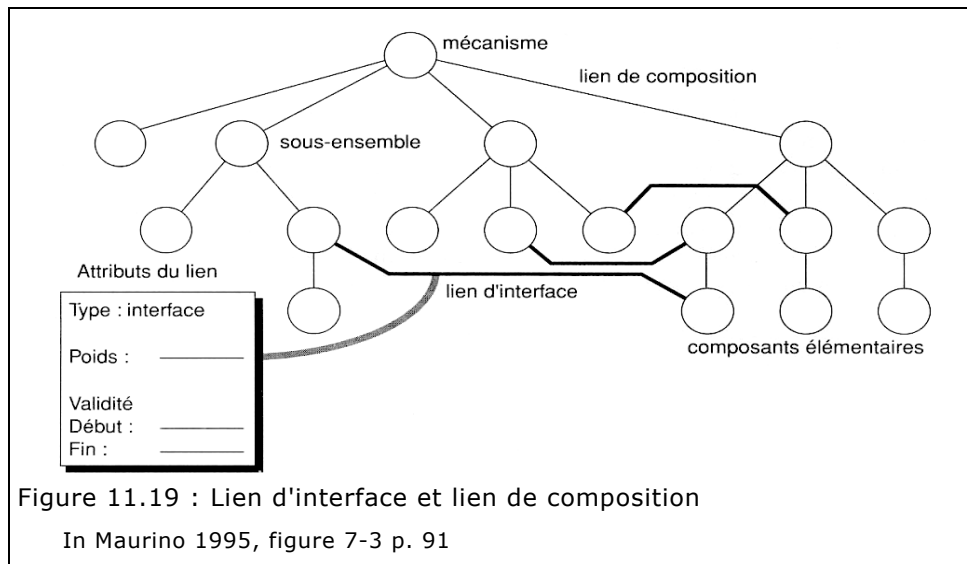 mécanisme
lien de composition
sous-ensemble
Attributs du lien
lien d'interface
Type : interface
Poids :
Validité
Début :
Fin :
composants élémentaires
Figure 11.19 : Lien d'interface et lien de composition
In Maurino 1995, figure 7-3 p. 91